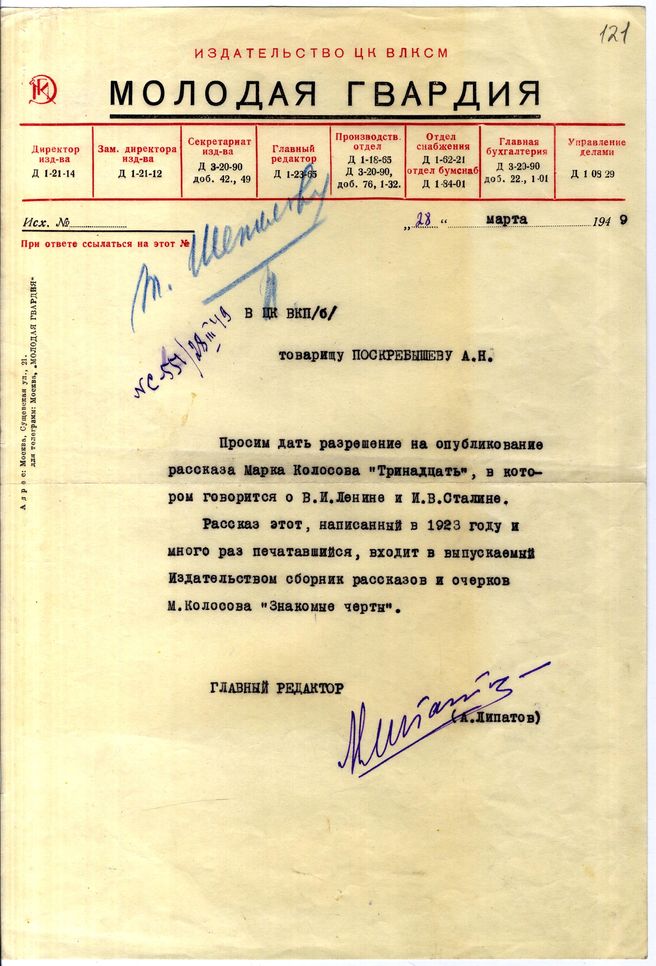 121
ИЗДАТЕЛЬСТВО ЦК ВЛКСМ
МОЛОДАЯ ГВАРДИЯ
Директор изд-ва Д 1-21-14
Зам. директора изд-ва Д 1-21-12
Секретариат изд-ва Д 3-20-90 доб. 42., 49
Главный редактор Д 1-23-65
Производств. отдел Д 1-18-65 Д 3-20-90, доб. 76, 1-32.
Отдел снабжения Д 1-62-21 отдел бумснаб Д 1-84-01
Главная бухгалтерия Д 3-20-90 доб. 22., 1-01
Управление делами Д 1 08 29
Исх. №
„28“ марта 1949
При ответе ссылаться на этот №
т. Шепилову
Адрес: Москва, Сущевская ул., 21.
для телеграмм: Москва, „МОЛОДАЯ ГВАРДИЯ“
В ЦК ВКП/б/
28/III 49
товарищу ПОСКРЕБЫШЕВУ А.Н.
Просим дать разрешение на опубликование
рассказа Марка Колосова "Тринадцать", в кото-
ром говорится о В.И.Ленине и И.В.Сталине.
Рассказ этот, написанный в 1923 году и
много раз печатавшийся, входит в выпускаемый
Издательством сборник рассказов и очерков
М.Колосова "Знакомые черты".
ГЛАВНЫЙ РЕДАКТОР
(А.Липатов)